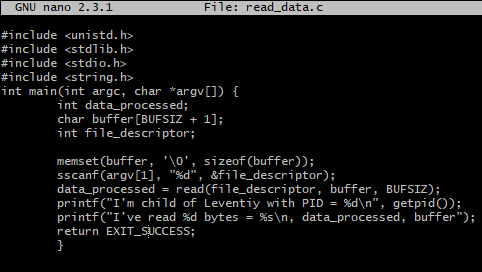 GNU nano 2.3.1 File: read_data.c
#include <unistd.h>
#include <stdlib.h>
#include <stdio.h>
#include <string.h>
int main(int argc, char *argv[]) {
int data_processed;
char buffer[BUFSIZ + 1];
int file_descriptor;
memset(buffer, '\0', sizeof(buffer));
sscanf(argv[1], "%d", &file_descriptor);
data_processed = read(file_descriptor, buffer, BUFSIZ);
printf("I'm child of Leventiy with PID = %d\n", getpid());
printf("I've read %d bytes = %s\n, data_processed, buffer");
return EXIT_SUCCESS;
}